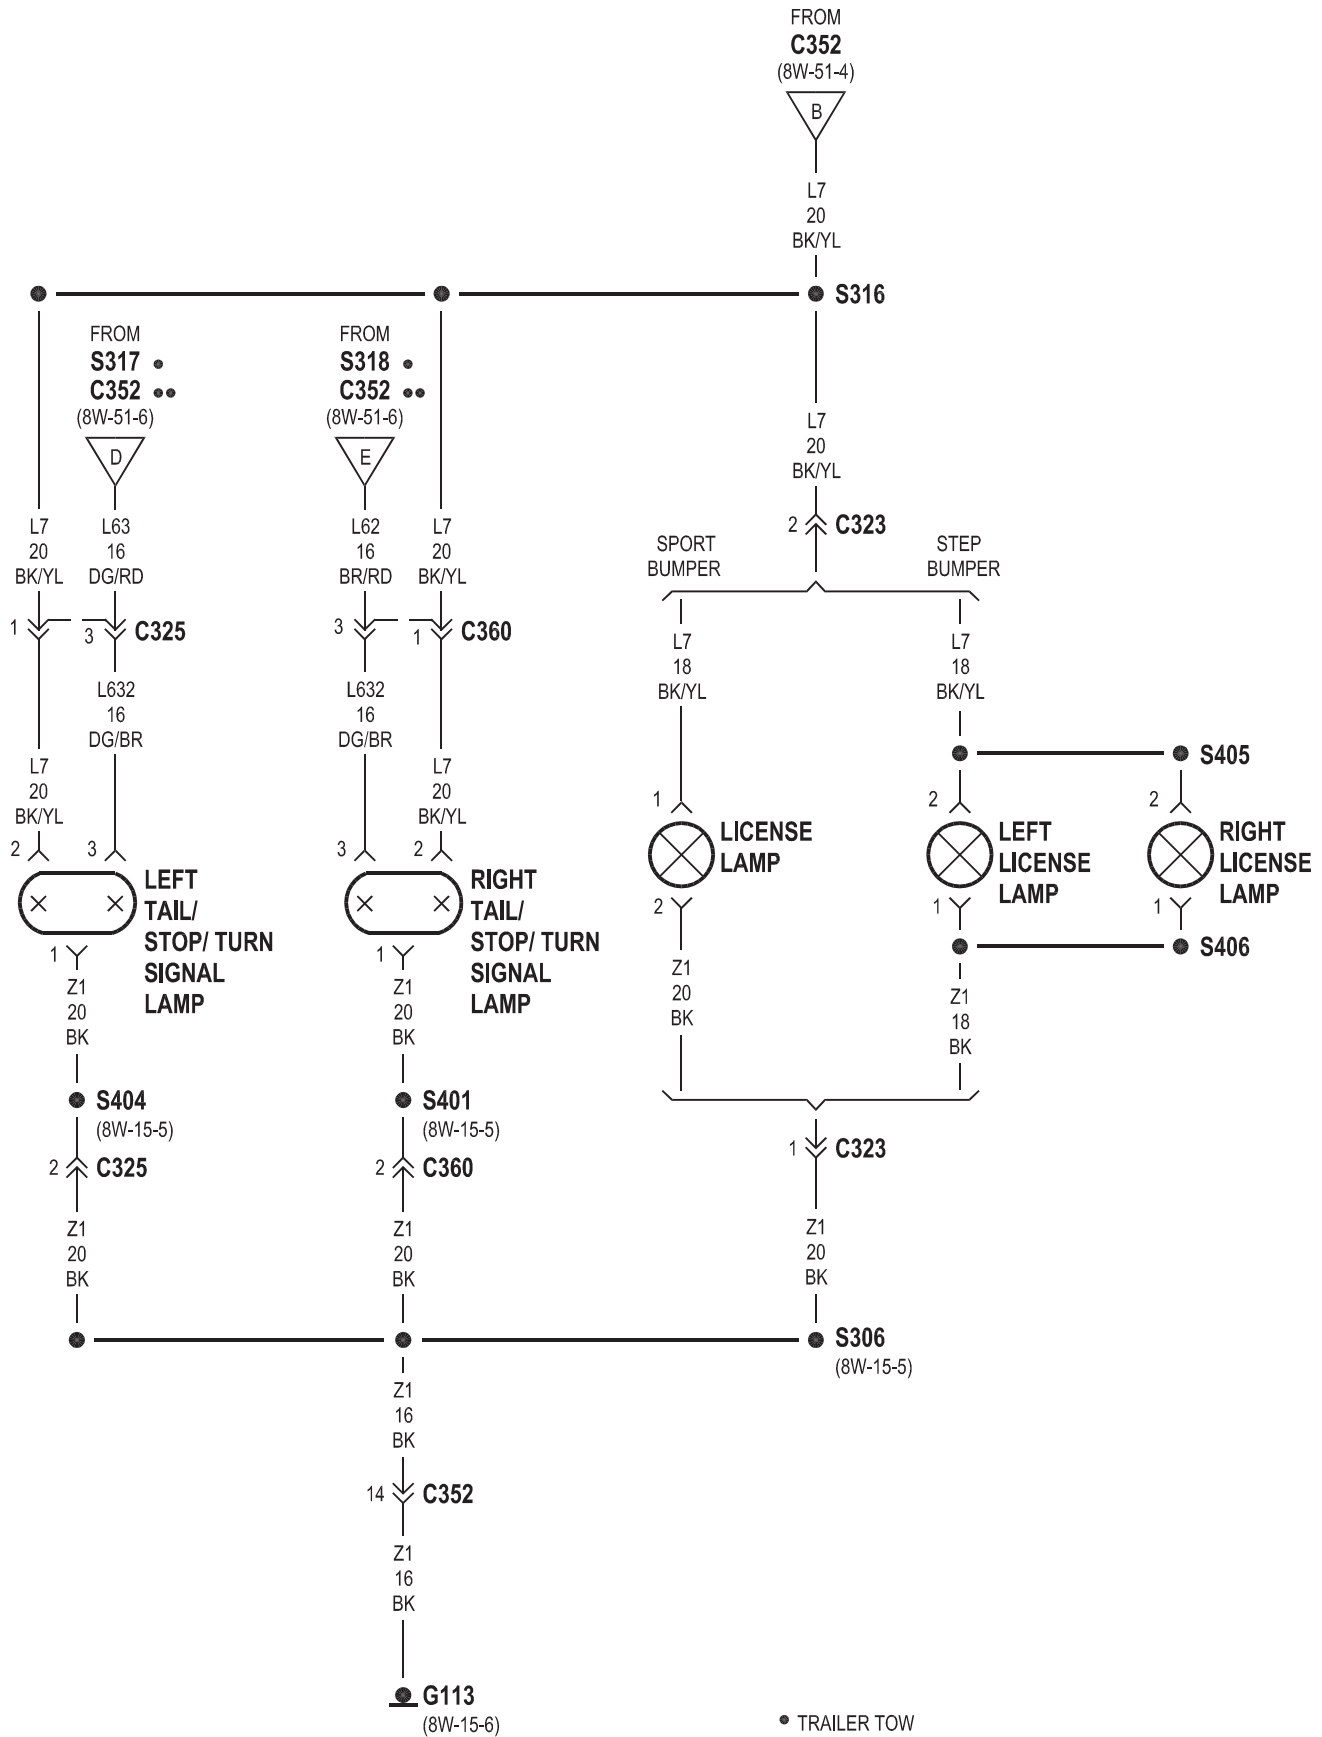 FROM
C352
(8W-51-4)
B
L7
20
BK/YL
S316
FROM
S317
C352
(8W-51-6)
D
FROM
S318
C352
(8W-51-6)
E
L7
20
BK/YL
L7
20
BK/YL
L63
16
DG/RD
L62
16
BR/RD
L7
20
BK/YL
2
C323
SPORT
BUMPER
STEP
BUMPER
1
3
C325
3
1
C360
L7
18
BK/YL
L7
18
BK/YL
L632
16
DG/BR
L632
16
DG/BR
L7
20
BK/YL
L7
20
BK/YL
S405
1
2
2
2
3
3
2
LICENSE
LAMP
LEFT
LICENSE
LAMP
RIGHT
LICENSE
LAMP
LEFT
TAIL/
STOP/ TURN
SIGNAL
LAMP
RIGHT
TAIL/
STOP/ TURN
SIGNAL
LAMP
2
1
1
S406
1
1
Z1
20
BK
Z1
20
BK
Z1
20
BK
Z1
18
BK
S404
(8W-15-5)
S401
(8W-15-5)
2
C325
2
C360
1
C323
Z1
20
BK
Z1
20
BK
Z1
20
BK
S306
(8W-15-5)
Z1
16
BK
14
C352
Z1
16
BK
G113
(8W-15-6)
TRAILER TOW